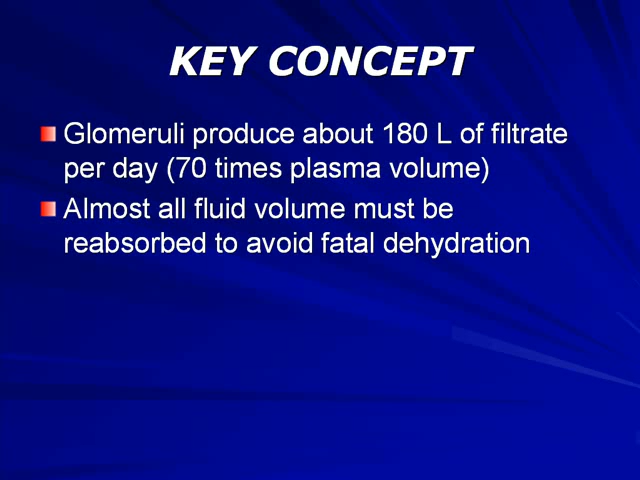 KEY CONCEPT
Glomeruli produce about 180 L of filtrate
per day (70 times plasma volume)
Almost all fluid volume must be
reabsorbed to avoid fatal dehydration